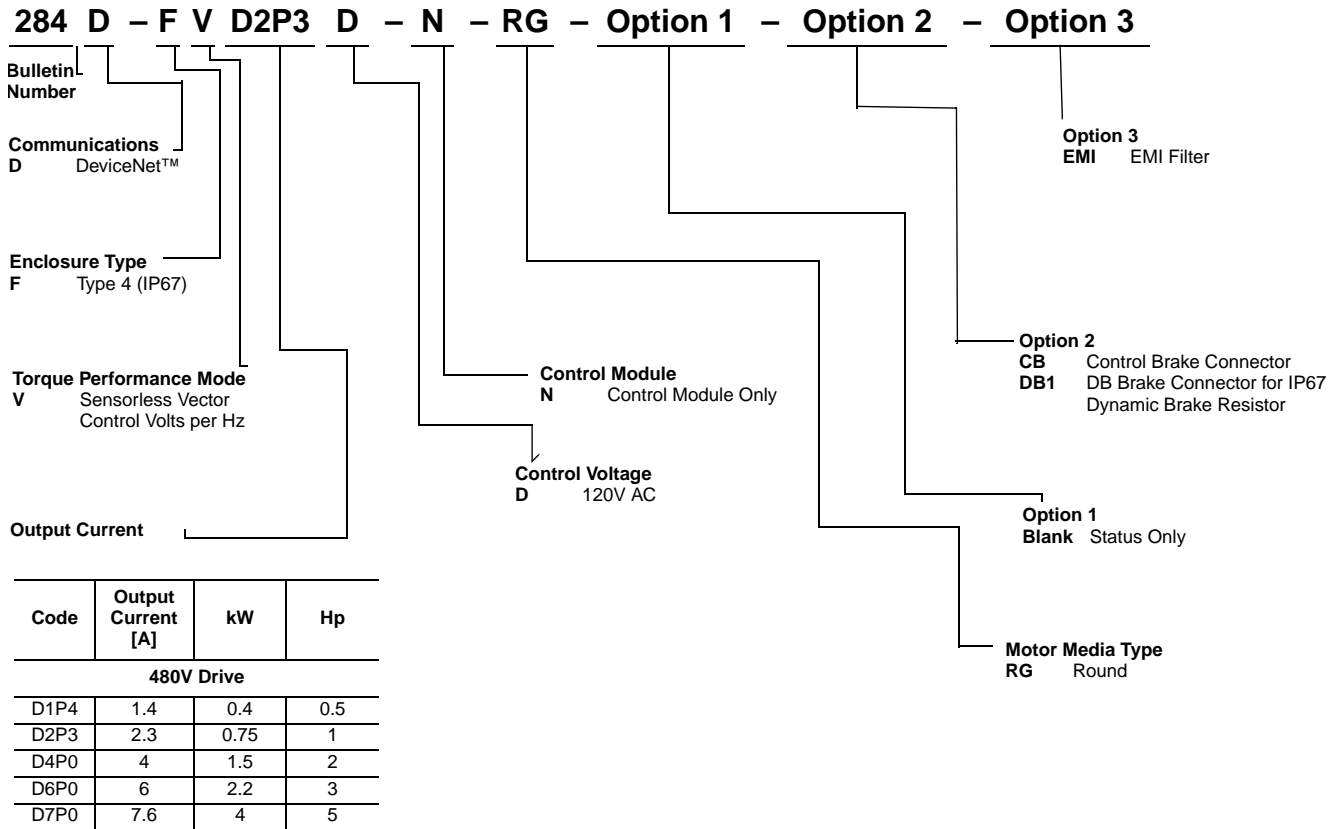 284 D – F V D2P3 D – N – RG – Option 1 – Option 2 – Option 3
Bulletin
Number
Communications
D DeviceNet™
Enclosure Type
F Type 4 (IP67)
Torque Performance Mode
V Sensorless Vector
Control Volts per Hz
Output Current
Control Module
N Control Module Only
Control Voltage
D 120V AC
Option 3
EMI EMI Filter
Option 2
CB Control Brake Connector
DB1 DB Brake Connector for IP67
Dynamic Brake Resistor
Option 1
Blank Status Only
Motor Media Type
RG Round
Code Output Current [A] kW Hp
480V Drive
D1P4 1.4 0.4 0.5
D2P3 2.3 0.75 1
D4P0 4 1.5 2
D6P0 6 2.2 3
D7P0 7.6 4 5